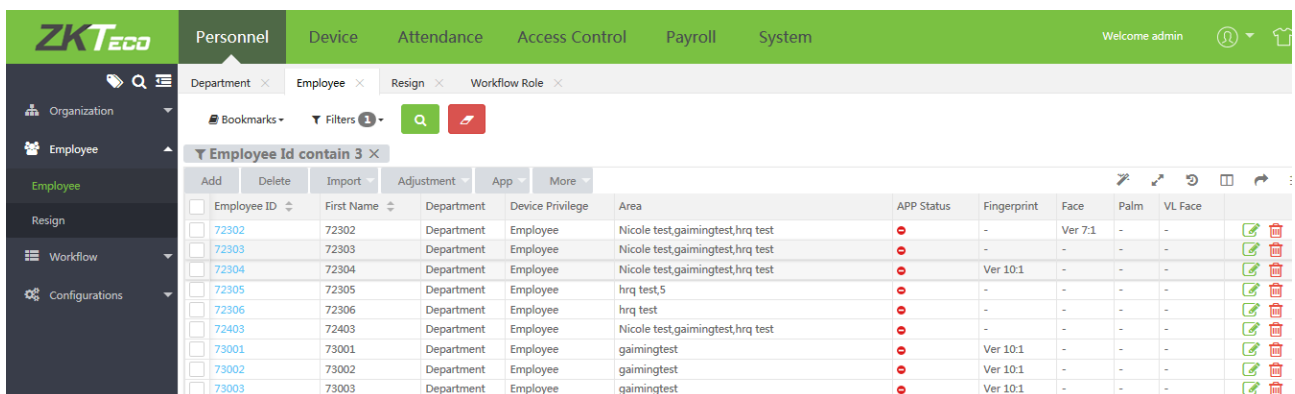 ZKTeco Personnel Device Attendance Access Control Payroll System Welcome admin
Department × Employee × Resign × Workflow Role ×
Organization
Bookmarks Filters 1
Employee
Employee Id contain 3 ×
Add Delete Import Adjustment App More
Employee
Employee ID First Name Department Device Privilege Area APP Status Fingerprint Face Palm VL Face
Resign
72302 72302 Department Employee Nicole test,gaimingtest,hrq test - Ver 7:1 - -
72303 72303 Department Employee Nicole test,gaimingtest,hrq test - - - -
Workflow
72304 72304 Department Employee Nicole test,gaimingtest,hrq test Ver 10:1 - - -
72305 72305 Department Employee hrq test,5 - - - -
Configurations
72306 72306 Department Employee hrq test - - - -
72403 72403 Department Employee Nicole test,gaimingtest,hrq test - - - -
73001 73001 Department Employee gaimingtest Ver 10:1 - - -
73002 73002 Department Employee gaimingtest Ver 10:1 - - -
73003 73003 Department Employee gaimingtest Ver 10:1 - - -